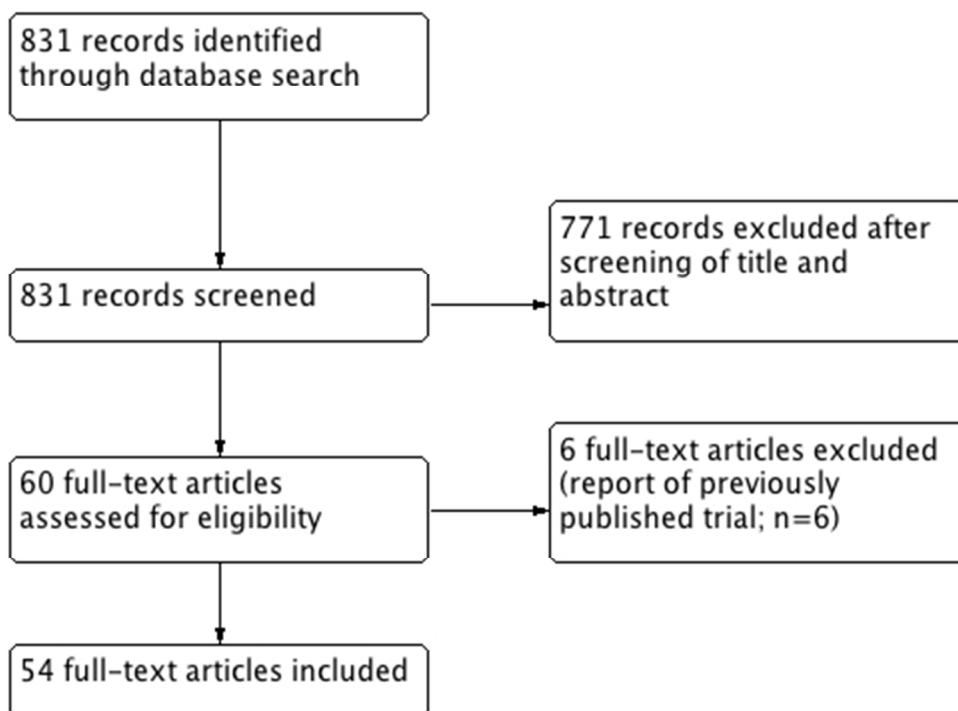 831 records identified
through database search
771 records excluded after
screening of title and
abstract
831 records screened
6 full-text articles excluded
(report of previously
published trial; n=6)
60 full-text articles
assessed for eligibility
54 full-text articles included